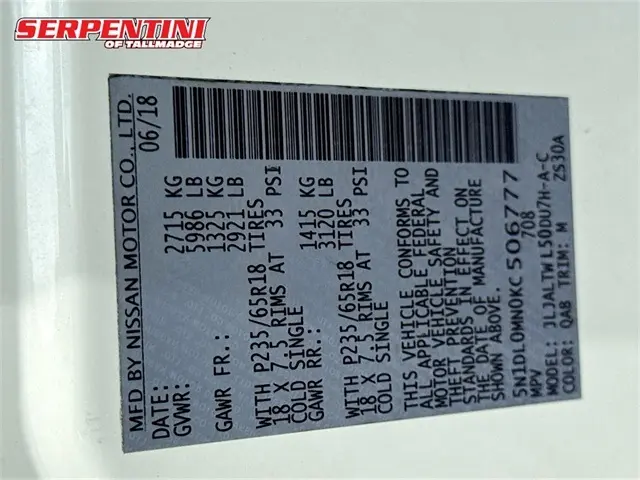 SERPENTINI
OF TALLMADGE
MFD BY NISSAN MOTOR CO., LTD.
DATE: 06/18
GVWR: 2715 KG
5986 LB
GAWR FR.: 1325 KG
2921 LB
WITH P235/65R18 TIRES
18 X 7.5 RIMS AT 33 PSI
COLD SINGLE
GAWR RR.: 1415 KG
3120 LB
WITH P235/65R18 TIRES
18 X 7.5 RIMS AT 33 PSI
COLD SINGLE
THIS VEHICLE CONFORMS TO
ALL APPLICABLE FEDERAL
MOTOR VEHICLE SAFETY AND
THEFT PREVENTION
STANDARDS IN EFFECT ON
THE DATE OF MANUFACTURE
SHOWN ABOVE.
5N1DL0MN0KC506777
MPV 708
MODEL: JLJALTWL50DU7H-A-C
COLOR: QAB TRIM: M ZS30A